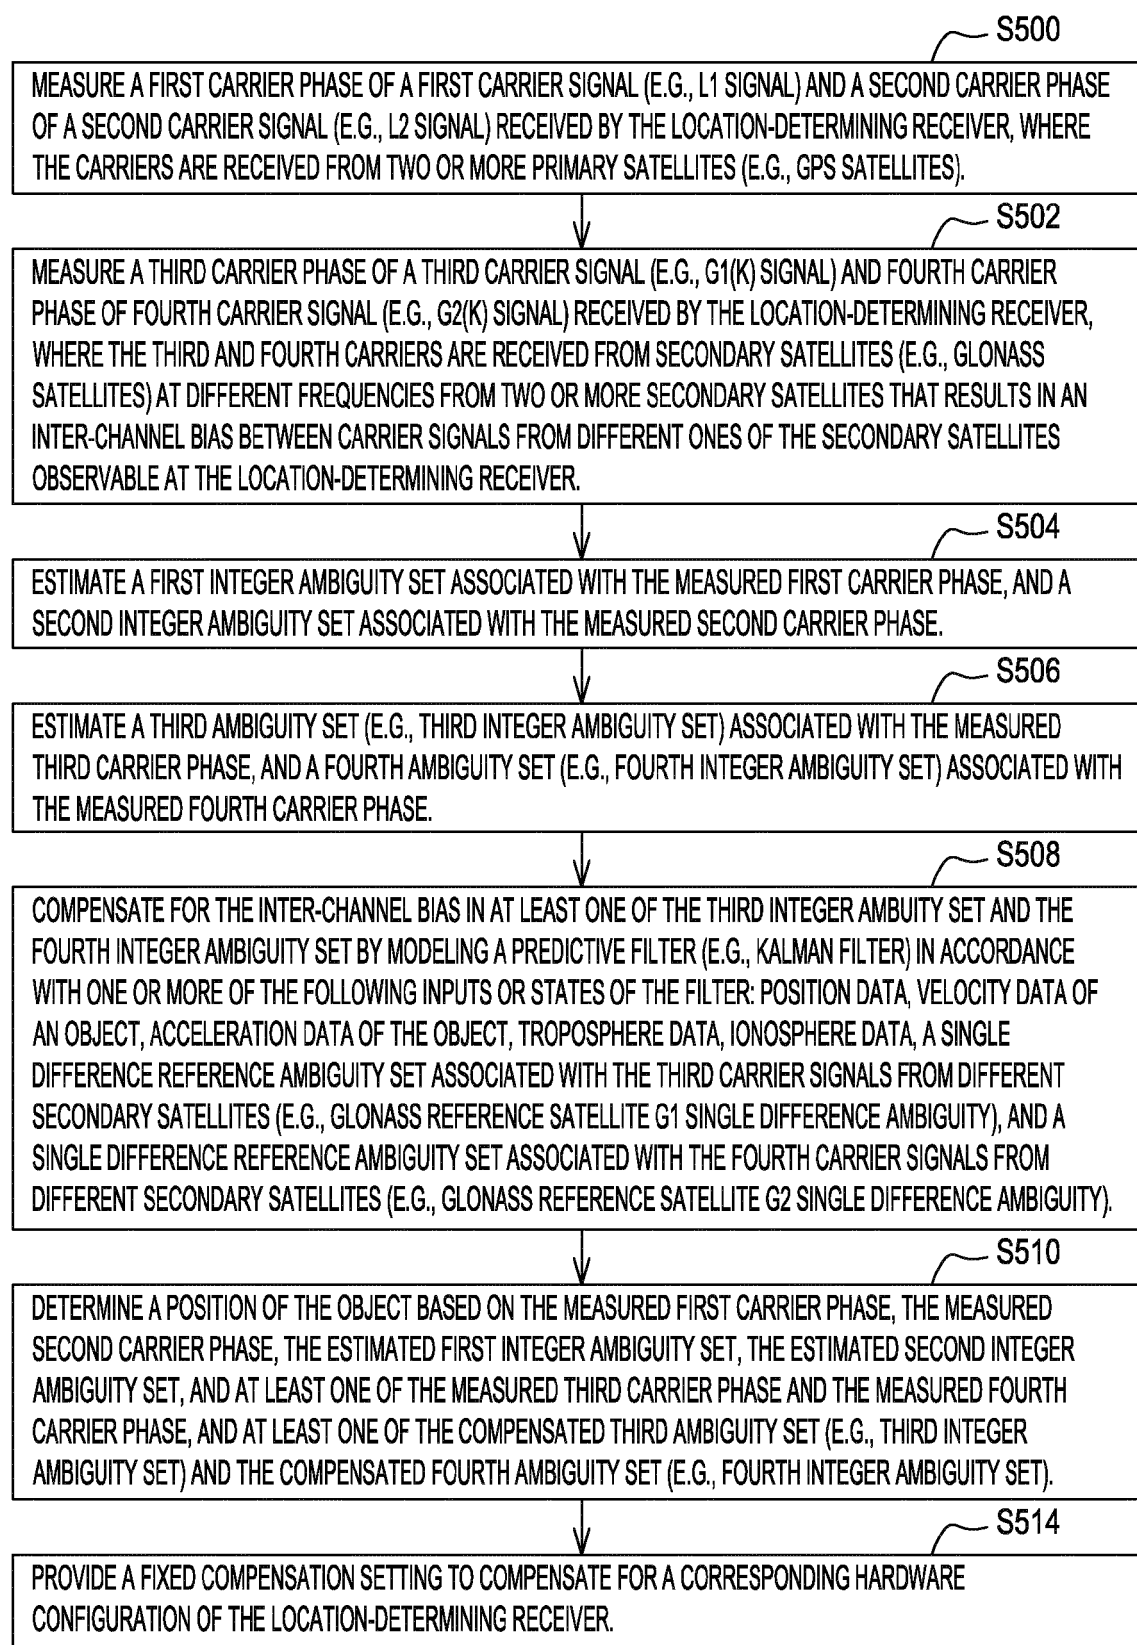 S500
MEASURE A FIRST CARRIER PHASE OF A FIRST CARRIER SIGNAL (E.G., L1 SIGNAL) AND A SECOND CARRIER PHASE
OF A SECOND CARRIER SIGNAL (E.G., L2 SIGNAL) RECEIVED BY THE LOCATION-DETERMINING RECEIVER, WHERE
THE CARRIERS ARE RECEIVED FROM TWO OR MORE PRIMARY SATELLITES (E.G., GPS SATELLITES).
S502
MEASURE A THIRD CARRIER PHASE OF A THIRD CARRIER SIGNAL (E.G., G1(K) SIGNAL) AND FOURTH CARRIER
PHASE OF FOURTH CARRIER SIGNAL (E.G., G2(K) SIGNAL) RECEIVED BY THE LOCATION-DETERMINING RECEIVER,
WHERE THE THIRD AND FOURTH CARRIERS ARE RECEIVED FROM SECONDARY SATELLITES (E.G., GLONASS
SATELLITES) AT DIFFERENT FREQUENCIES FROM TWO OR MORE SECONDARY SATELLITES THAT RESULTS IN AN
INTER-CHANNEL BIAS BETWEEN CARRIER SIGNALS FROM DIFFERENT ONES OF THE SECONDARY SATELLITES
OBSERVABLE AT THE LOCATION-DETERMINING RECEIVER.
S504
ESTIMATE A FIRST INTEGER AMBIGUITY SET ASSOCIATED WITH THE MEASURED FIRST CARRIER PHASE, AND A
SECOND INTEGER AMBIGUITY SET ASSOCIATED WITH THE MEASURED SECOND CARRIER PHASE.
S506
ESTIMATE A THIRD AMBIGUITY SET (E.G., THIRD INTEGER AMBIGUITY SET) ASSOCIATED WITH THE MEASURED
THIRD CARRIER PHASE, AND A FOURTH AMBIGUITY SET (E.G., FOURTH INTEGER AMBIGUITY SET) ASSOCIATED WITH
THE MEASURED FOURTH CARRIER PHASE.
S508
COMPENSATE FOR THE INTER-CHANNEL BIAS IN AT LEAST ONE OF THE THIRD INTEGER AMBUITY SET AND THE
FOURTH INTEGER AMBIGUITY SET BY MODELING A PREDICTIVE FILTER (E.G., KALMAN FILTER) IN ACCORDANCE
WITH ONE OR MORE OF THE FOLLOWING INPUTS OR STATES OF THE FILTER: POSITION DATA, VELOCITY DATA OF
AN OBJECT, ACCELERATION DATA OF THE OBJECT, TROPOSPHERE DATA, IONOSPHERE DATA, A SINGLE
DIFFERENCE REFERENCE AMBIGUITY SET ASSOCIATED WITH THE THIRD CARRIER SIGNALS FROM DIFFERENT
SECONDARY SATELLITES (E.G., GLONASS REFERENCE SATELLITE G1 SINGLE DIFFERENCE AMBIGUITY), AND A
SINGLE DIFFERENCE REFERENCE AMBIGUITY SET ASSOCIATED WITH THE FOURTH CARRIER SIGNALS FROM
DIFFERENT SECONDARY SATELLITES (E.G., GLONASS REFERENCE SATELLITE G2 SINGLE DIFFERENCE AMBIGUITY).
S510
DETERMINE A POSITION OF THE OBJECT BASED ON THE MEASURED FIRST CARRIER PHASE, THE MEASURED
SECOND CARRIER PHASE, THE ESTIMATED FIRST INTEGER AMBIGUITY SET, THE ESTIMATED SECOND INTEGER
AMBIGUITY SET, AND AT LEAST ONE OF THE MEASURED THIRD CARRIER PHASE AND THE MEASURED FOURTH
CARRIER PHASE, AND AT LEAST ONE OF THE COMPENSATED THIRD AMBIGUITY SET (E.G., THIRD INTEGER
AMBIGUITY SET) AND THE COMPENSATED FOURTH AMBIGUITY SET (E.G., FOURTH INTEGER AMBIGUITY SET).
S514
PROVIDE A FIXED COMPENSATION SETTING TO COMPENSATE FOR A CORRESPONDING HARDWARE
CONFIGURATION OF THE LOCATION-DETERMINING RECEIVER.